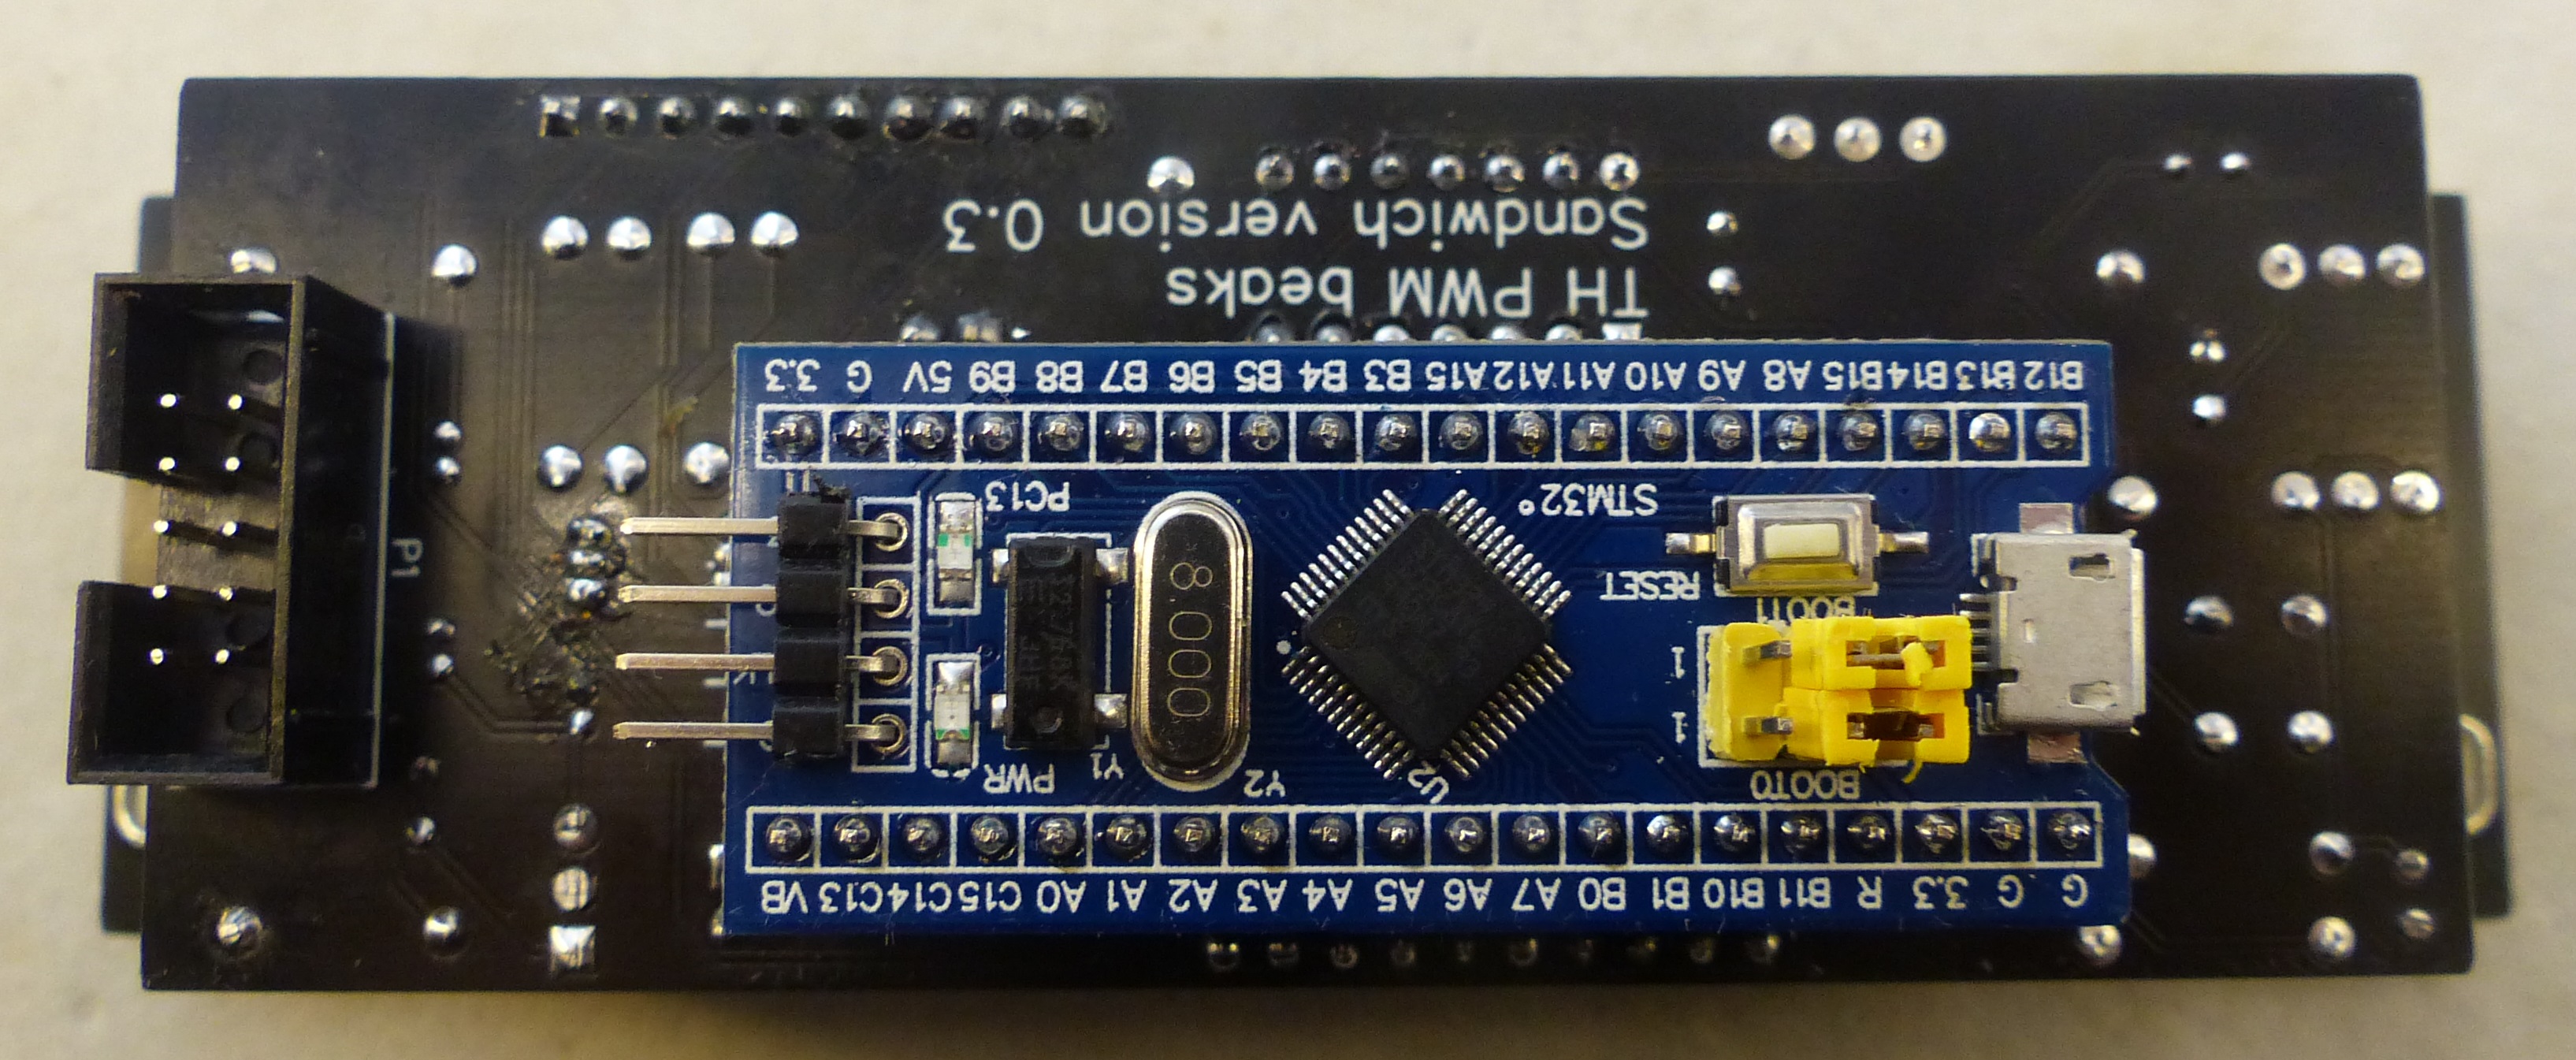 G G 3.3 R B11 B10 B1 B0 A7 A6 A5 A4 A3 A2 A1 A0 C15 C14 C13 VB
BOOT0
U2
Y2
Y1
PWR
1
1
BOOT1
8.000
RESET
STM32°
PC13
P1
B12 B13 B14 B15 A8 A9 A10 A11 A12 A15 B3 B4 B5 B6 B7 B8 B9 5V G 3.3
TH PWM beaks
Sandwich version 0.3